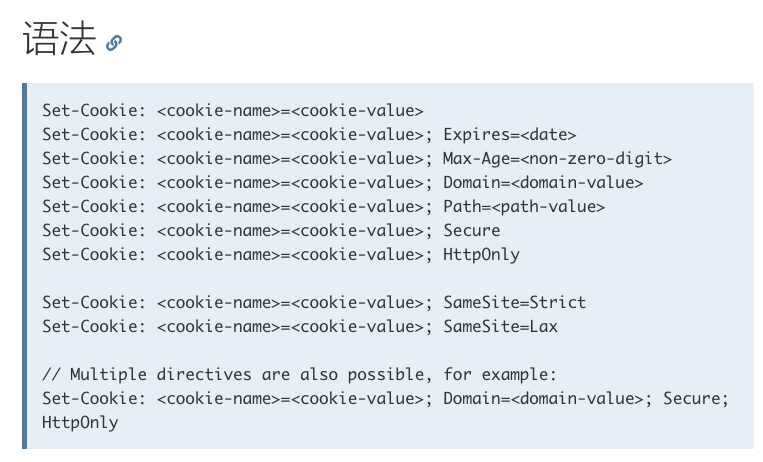 语法
Set-Cookie: <cookie-name>=<cookie-value>
Set-Cookie: <cookie-name>=<cookie-value>; Expires=<date>
Set-Cookie: <cookie-name>=<cookie-value>; Max-Age=<non-zero-digit>
Set-Cookie: <cookie-name>=<cookie-value>; Domain=<domain-value>
Set-Cookie: <cookie-name>=<cookie-value>; Path=<path-value>
Set-Cookie: <cookie-name>=<cookie-value>; Secure
Set-Cookie: <cookie-name>=<cookie-value>; HttpOnly
Set-Cookie: <cookie-name>=<cookie-value>; SameSite=Strict
Set-Cookie: <cookie-name>=<cookie-value>; SameSite=Lax
// Multiple directives are also possible, for example:
Set-Cookie: <cookie-name>=<cookie-value>; Domain=<domain-value>; Secure;
HttpOnly